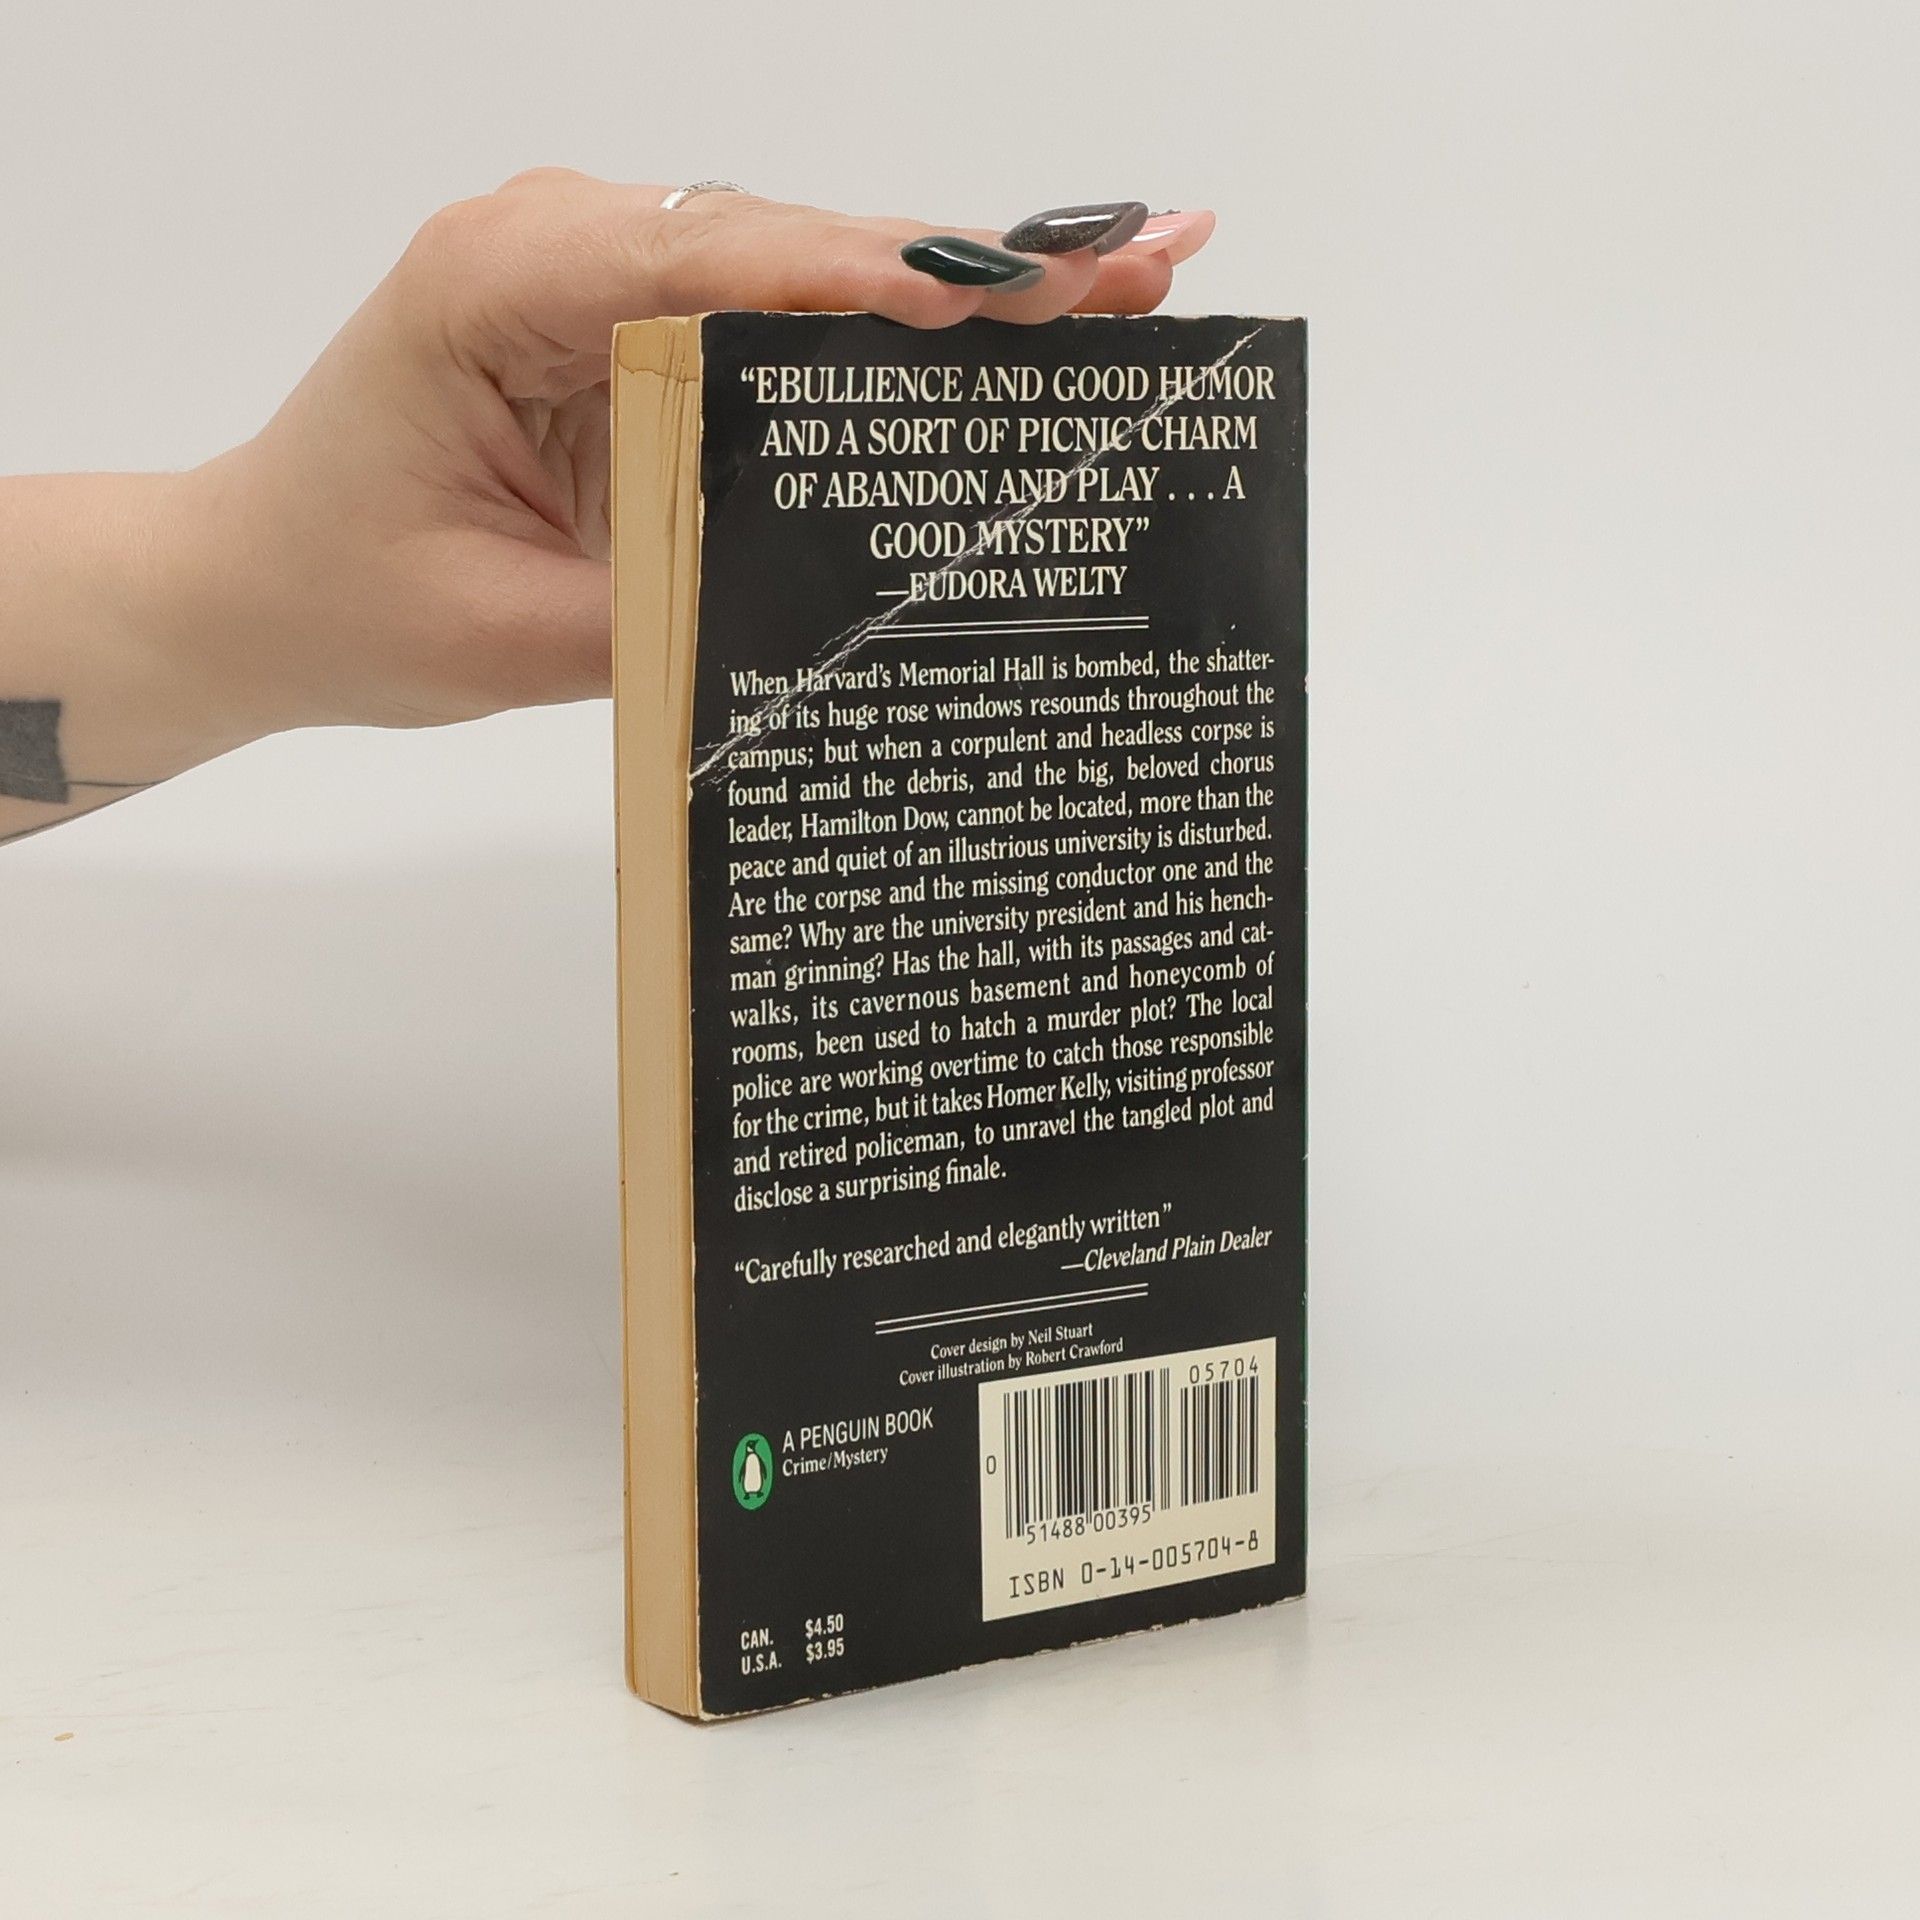 “EBULLIENCE AND GOOD HUMOR
AND A SORT OF PICNIC CHARM
OF ABANDON AND PLAY . . . A
GOOD MYSTERY”
—EUDORA WELTY
When Harvard’s Memorial Hall is bombed, the shatter-
ing of its huge rose windows resounds throughout the
campus; but when a corpulent and headless corpse is
found amid the debris, and the big, beloved chorus
leader, Hamilton Dow, cannot be located, more than the
peace and quiet of an illustrious university is disturbed.
Are the corpse and the missing conductor one and the
same? Why are the university president and his hench-
man grinning? Has the hall, with its passages and cat-
walks, its cavernous basement and honeycomb of
rooms, been used to hatch a murder plot? The local
police are working overtime to catch those responsible
for the crime, but it takes Homer Kelly, visiting professor
and retired policeman, to unravel the tangled plot and
disclose a surprising finale.
“Carefully researched and elegantly written”
—Cleveland Plain Dealer
Cover design by Neil Stuart
Cover illustration by Robert Crawford
A PENGUIN BOOK
Crime/Mystery
05704
0
51488 00395
ISBN 0-14-005704-8
CAN. $4.50
U.S.A. $3.95